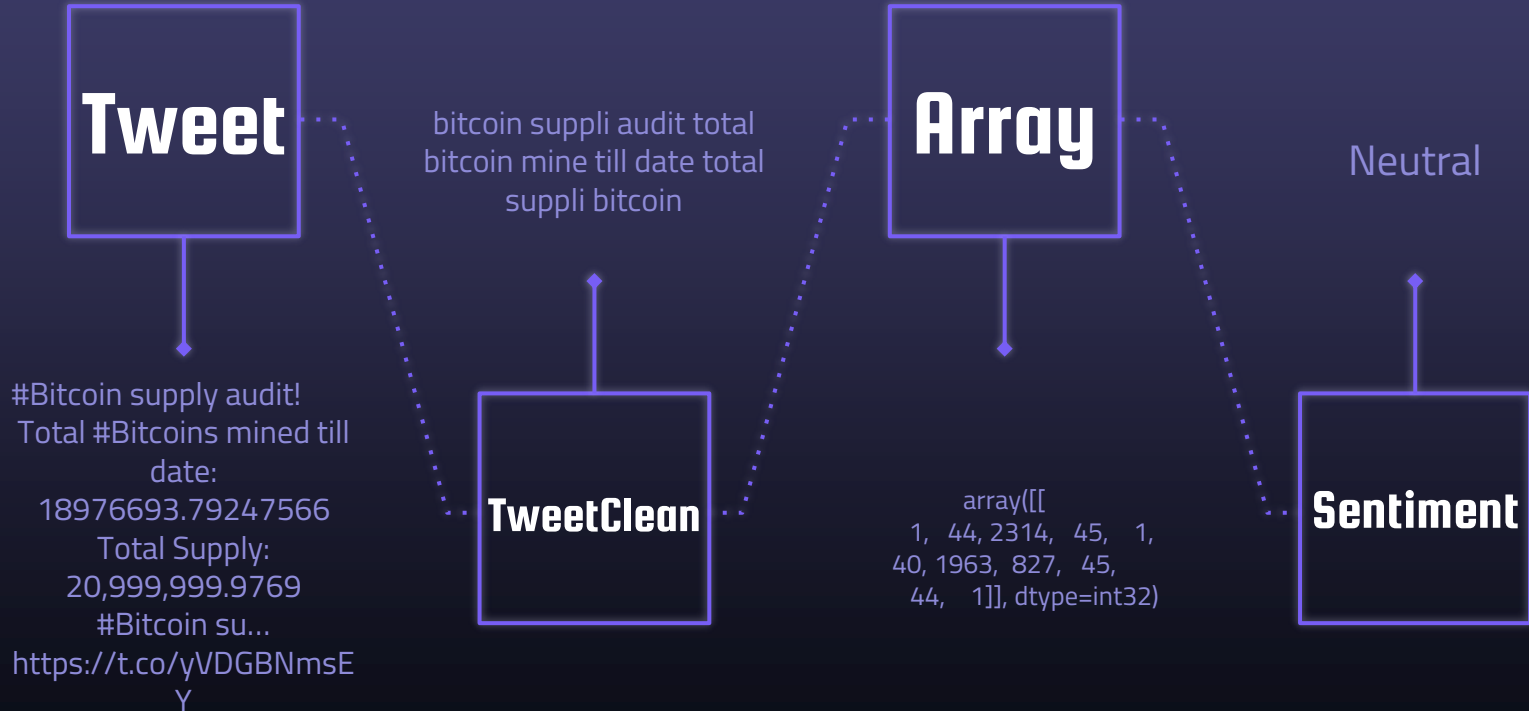 Tweet
#Bitcoin supply audit!
Total #Bitcoins mined till
date:
18976693.79247566
Total Supply:
20,999,999.9769
#Bitcoin su…
https://t.co/yVDGBNmsE
Y
bitcoin suppli audit total
bitcoin mine till date total
suppli bitcoin
TweetClean
Array
array([[
1, 44, 2314, 45, 1,
40, 1963, 827, 45,
44, 1]], dtype=int32)
Neutral
Sentiment